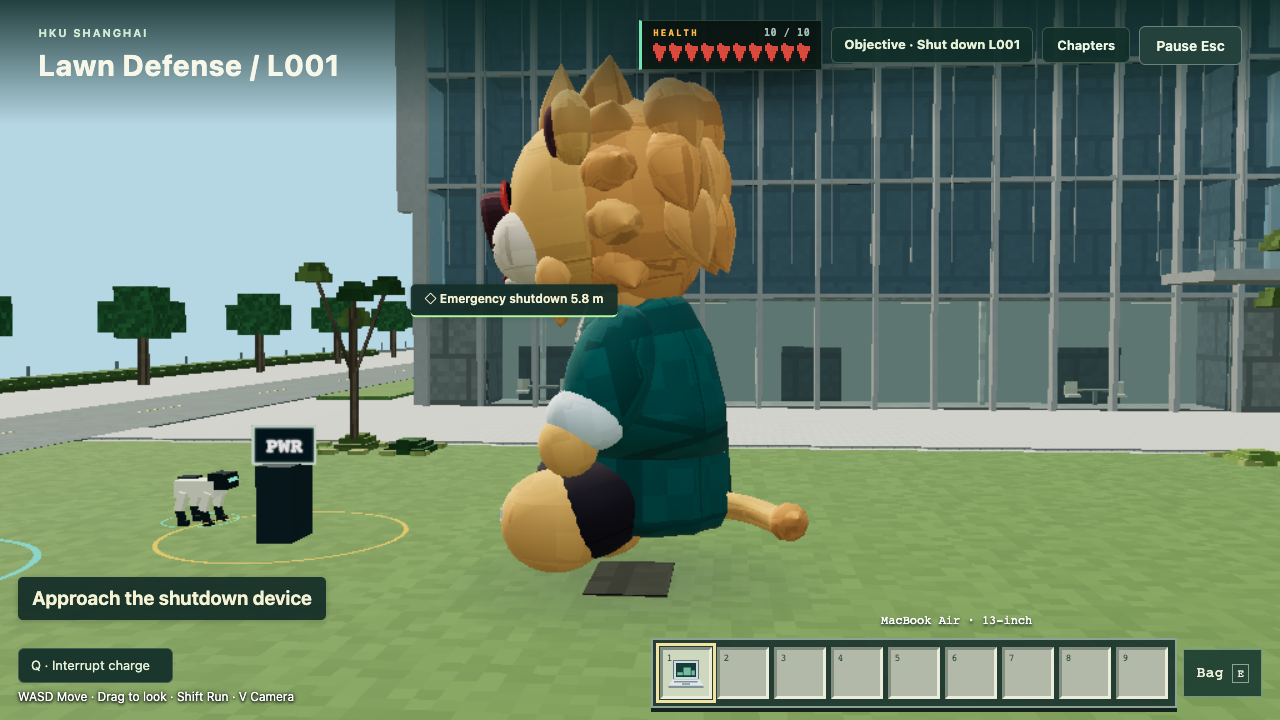 HKU SHANGHAI
Lawn Defense / L001
HEALTH 10 / 10
Objective · Shut down L001
Chapters
Pause Esc
◇ Emergency shutdown 5.8 m
PWR
Approach the shutdown device
Q · Interrupt charge
WASD Move · Drag to look · Shift Run · V Camera
MacBook Air · 13-inch
1 2 3 4 5 6 7 8 9
Bag E